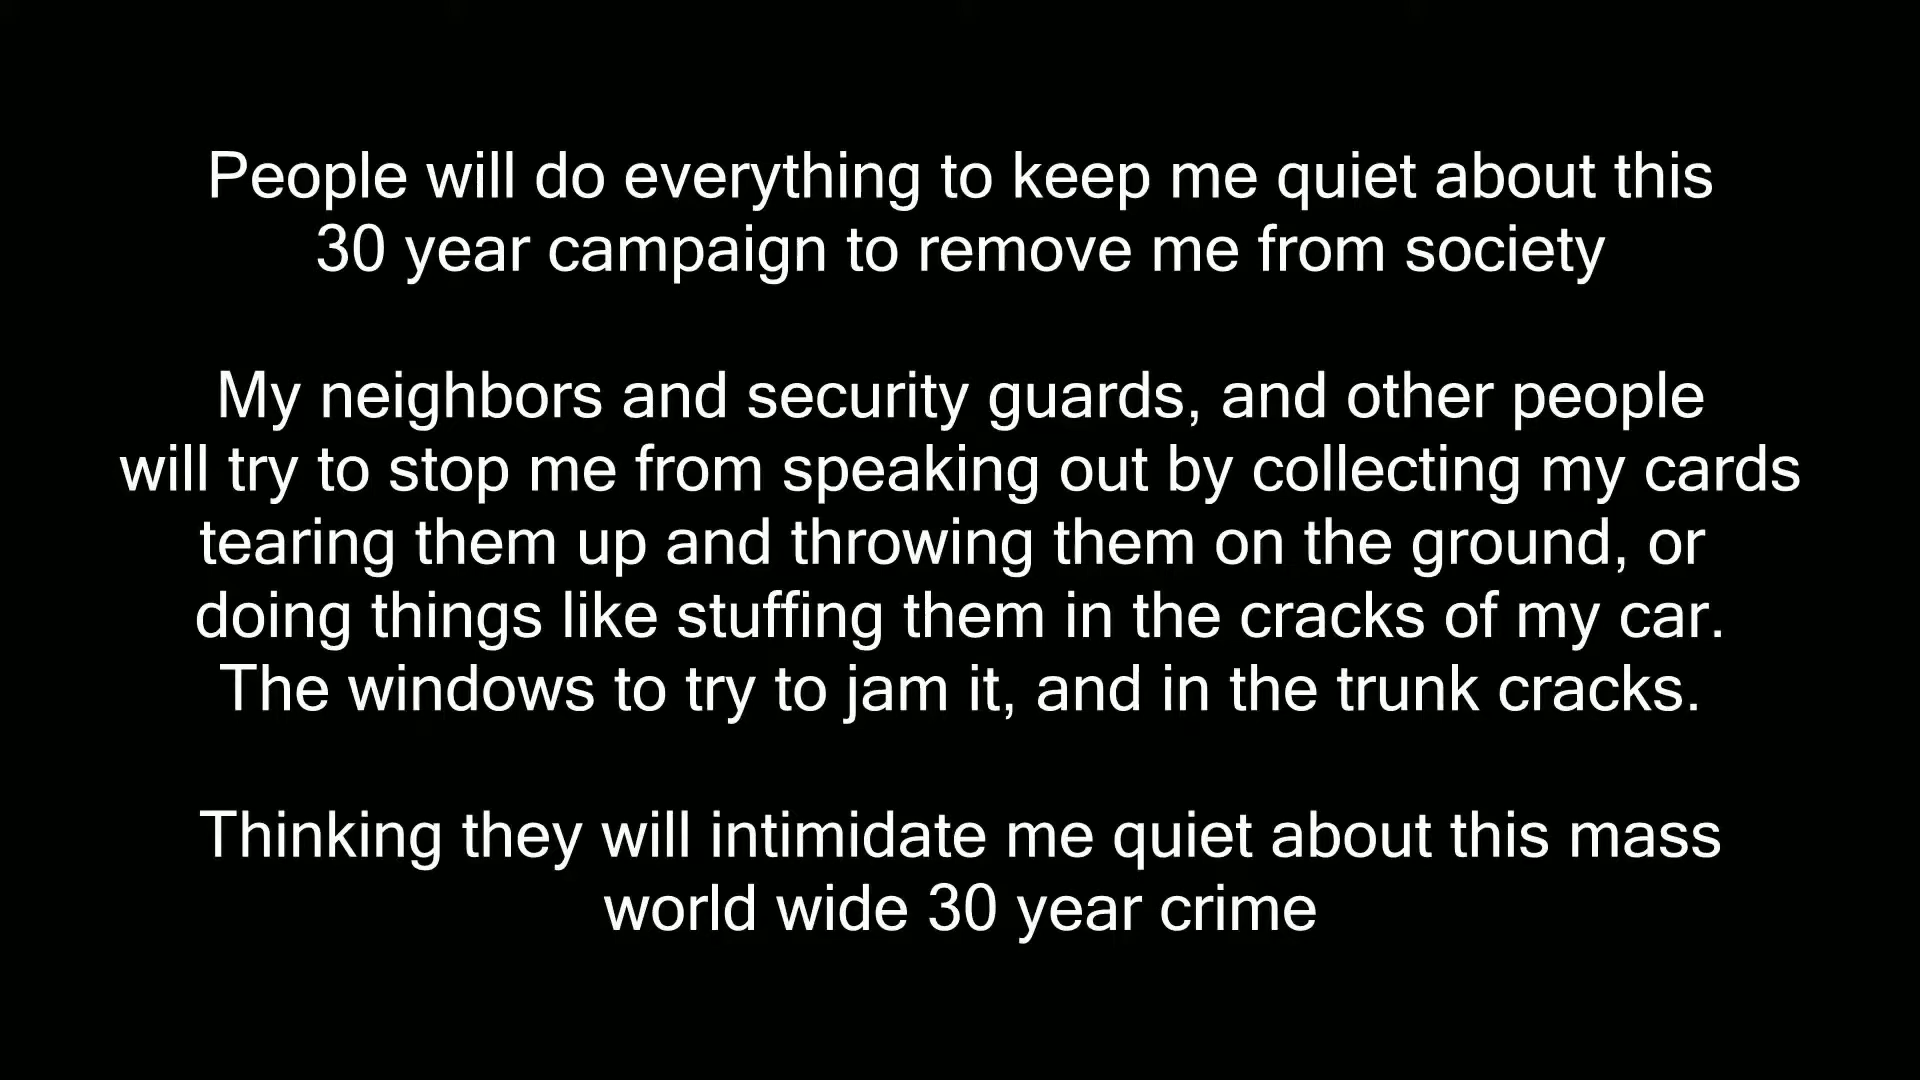 People will do everything to keep me quiet about this
30 year campaign to remove me from society
My neighbors and security guards, and other people
will try to stop me from speaking out by collecting my cards
tearing them up and throwing them on the ground, or
doing things like stuffing them in the cracks of my car.
The windows to try to jam it, and in the trunk cracks.
Thinking they will intimidate me quiet about this mass
world wide 30 year crime